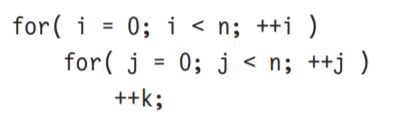 for( i = 0; i < n; ++i )
    for( j = 0; j < n; ++j )
        ++k;